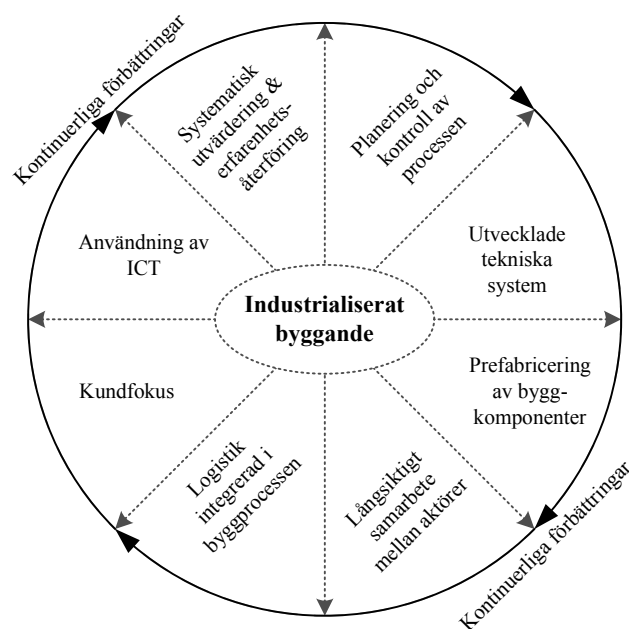 Kontinuerliga förbättringar
Systematisk
utvärdering &
erfarenhets-
återföring
Planering och
kontroll av
processen
Användning av
ICT
Utvecklade
tekniska
system
Industrialiserat
byggande
Kundfokus
Prefabricering
av bygg-
komponenter
Logistik
integrerad i
byggprocessen
Långsiktigt
samarbete
mellan aktörer
Kontinuerliga förbättringar